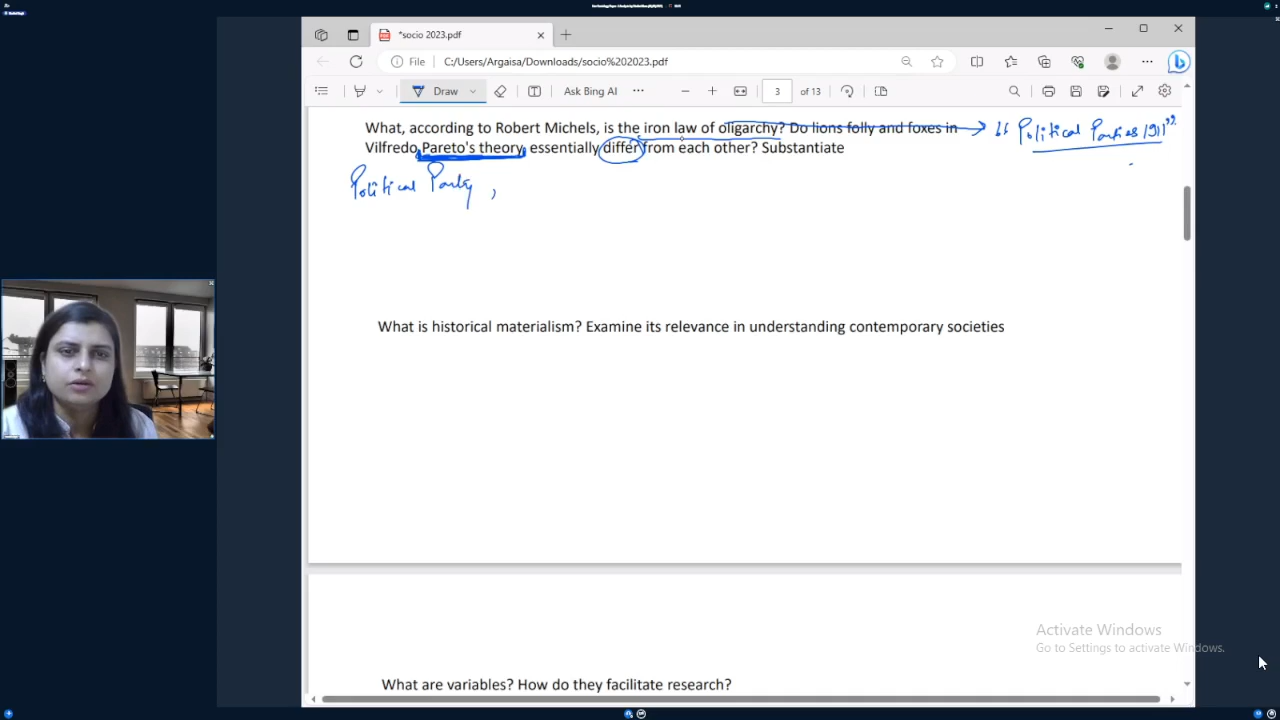 *socio 2023.pdf
File C:/Users/Argaisa/Downloads/socio%202023.pdf
Draw Ask Bing AI 3 of 13
What, according to Robert Michels, is the iron law of oligarchy? Do lions folly and foxes in
Vilfredo Pareto's theory, essentially differ from each other? Substantiate
"Political Parties 1911"
Political Party,
What is historical materialism? Examine its relevance in understanding contemporary societies
Activate Windows
Go to Settings to activate Windows.
What are variables? How do they facilitate research?